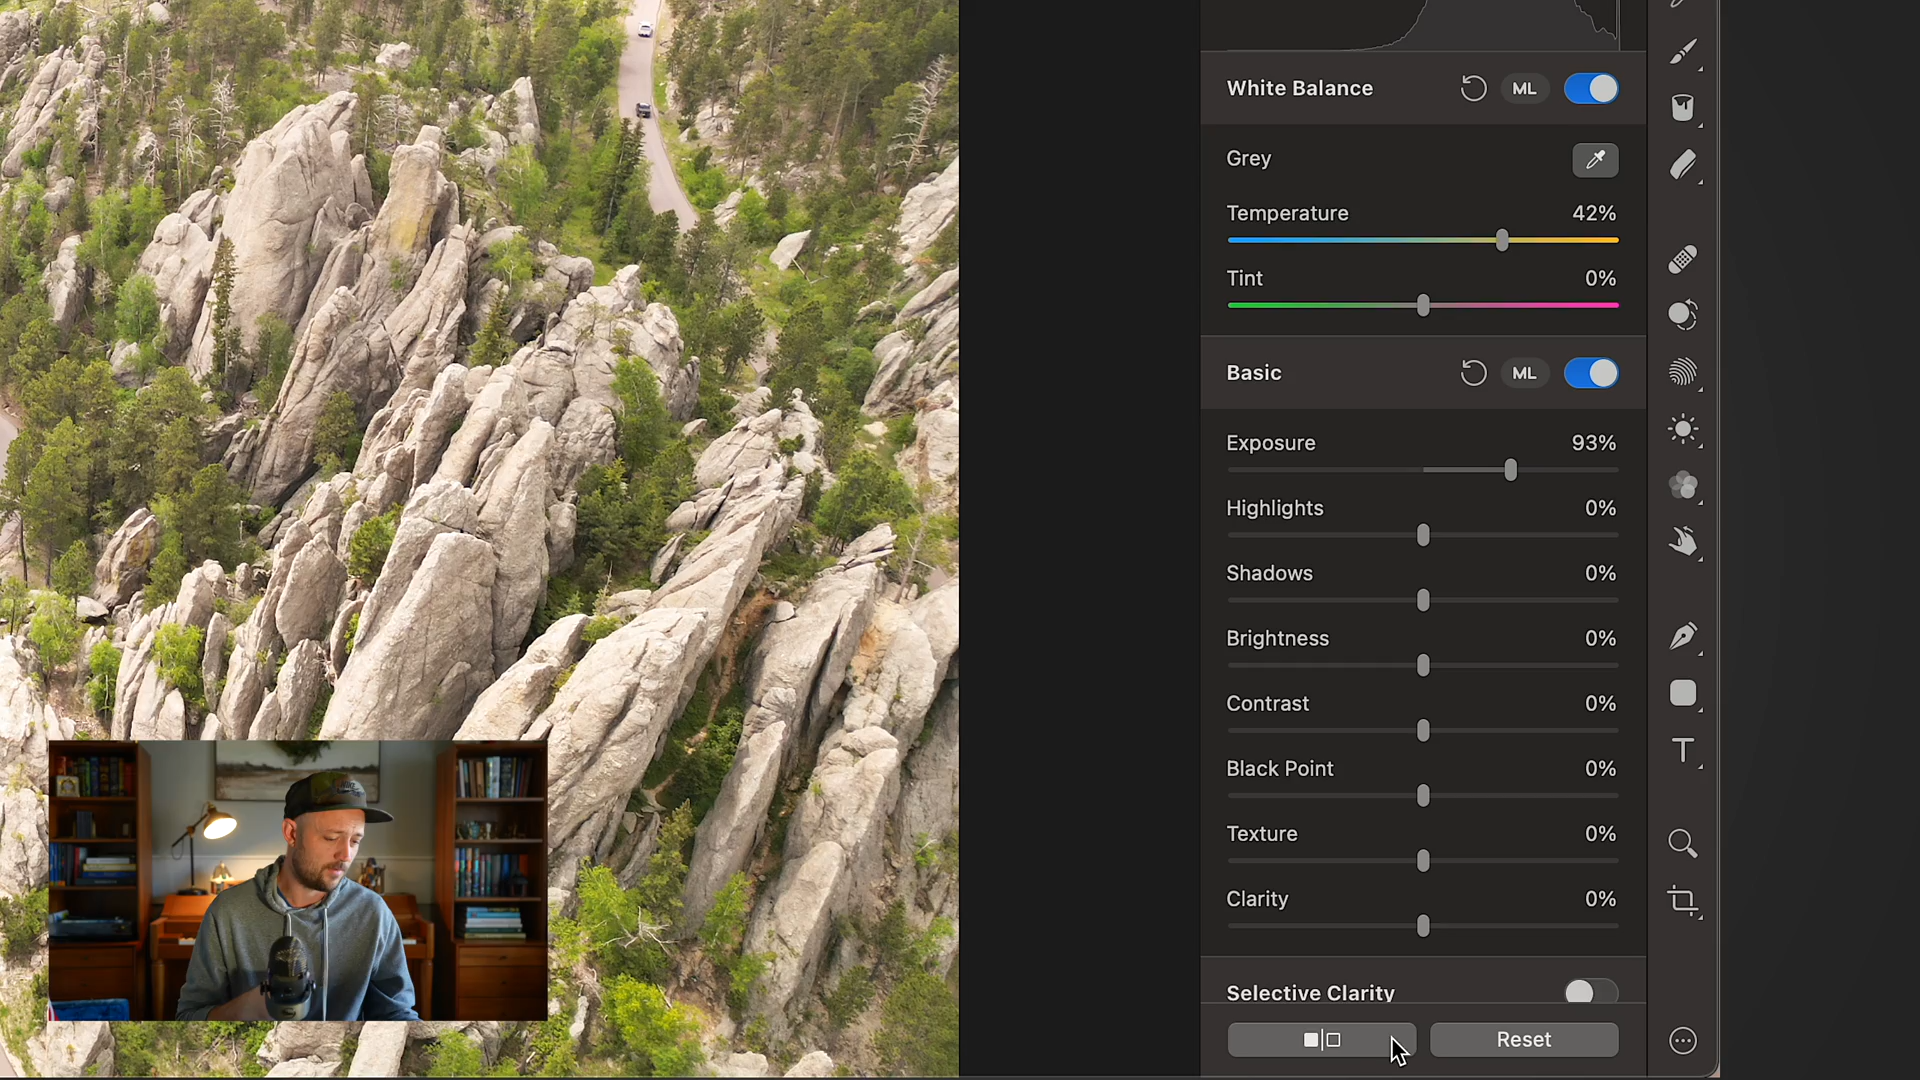 White Balance
ML
Grey
Temperature 42%
Tint 0%
Basic
ML
Exposure 93%
Highlights 0%
Shadows 0%
Brightness 0%
Contrast 0%
Black Point 0%
Texture 0%
Clarity 0%
Selective Clarity
Reset
T